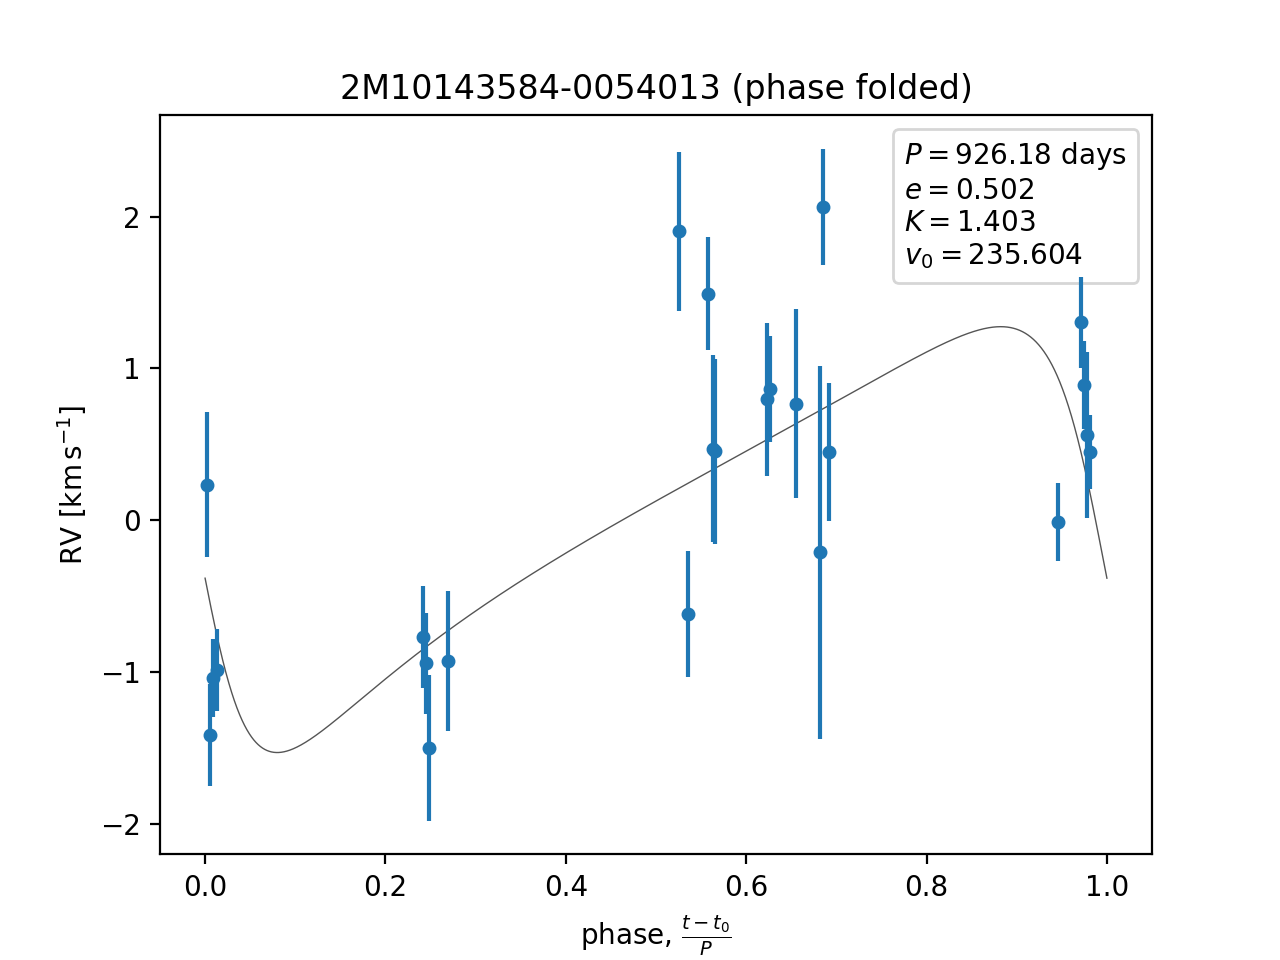 2M10143584-0054013 (phase folded)
P = 926.18 days
e = 0.502
K = 1.403
v₀ = 235.604
RV [km s⁻¹]
2
1
0
−1
−2
0.0 0.2 0.4 0.6 0.8 1.0
phase, (t − t₀)/P